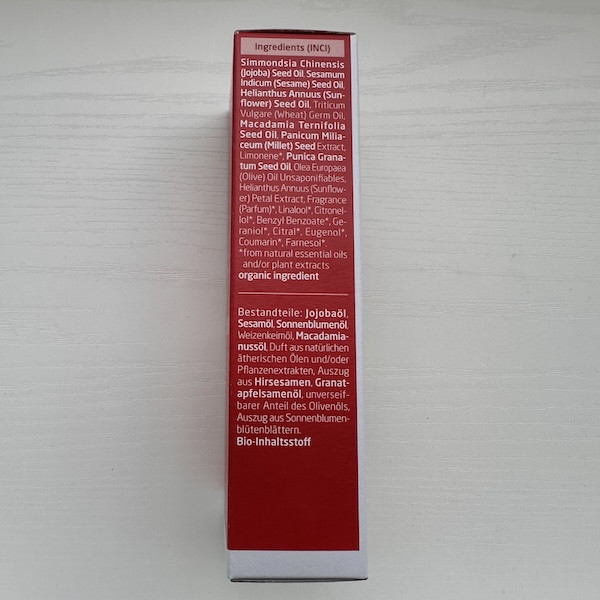 Ingredients (INCI)
Simmondsia Chinensis
(Jojoba) Seed Oil, Sesamum
Indicum (Sesame) Seed Oil,
Helianthus Annuus (Sun-
flower) Seed Oil, Triticum
Vulgare (Wheat) Germ Oil,
Macadamia Ternifolia
Seed Oil, Panicum Milia-
ceum (Millet) Seed Extract,
Limonene*, Punica Grana-
tum Seed Oil, Olea Europaea
(Olive) Oil Unsaponifiables,
Helianthus Annuus (Sunflow-
er) Petal Extract, Fragrance
(Parfum)*, Linalool*, Citronel-
lol*, Benzyl Benzoate*, Ge-
raniol*, Citral*, Eugenol*,
Coumarin*, Farnesol*.
*from natural essential oils
and/or plant extracts
organic ingredient
Bestandteile: Jojobaöl,
Sesamöl, Sonnenblumenöl,
Weizenkeimöl, Macadamia-
nussöl, Duft aus natürlichen
ätherischen Ölen und/oder
Pflanzenextrakten, Auszug
aus Hirsesamen, Granat-
apfelsamenöl, unverseif-
barer Anteil des Olivenöls,
Auszug aus Sonnenblumen-
blütenblättern.
Bio-Inhaltsstoff